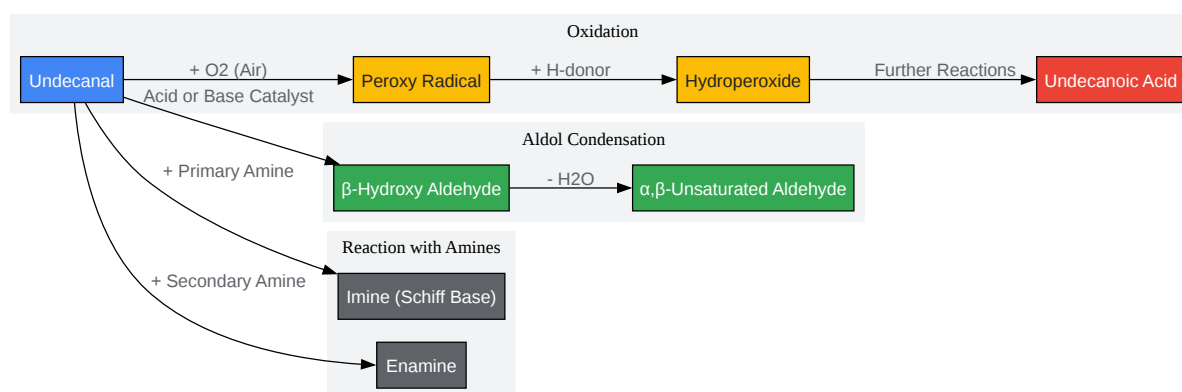 Oxidation
Undecanal
+ O2 (Air)
Peroxy Radical
+ H-donor
Hydroperoxide
Further Reactions
Undecanoic Acid
Acid or Base Catalyst
Aldol Condensation
+ Primary Amine
β-Hydroxy Aldehyde
- H2O
α,β-Unsaturated Aldehyde
Reaction with Amines
+ Secondary Amine
Imine (Schiff Base)
Enamine